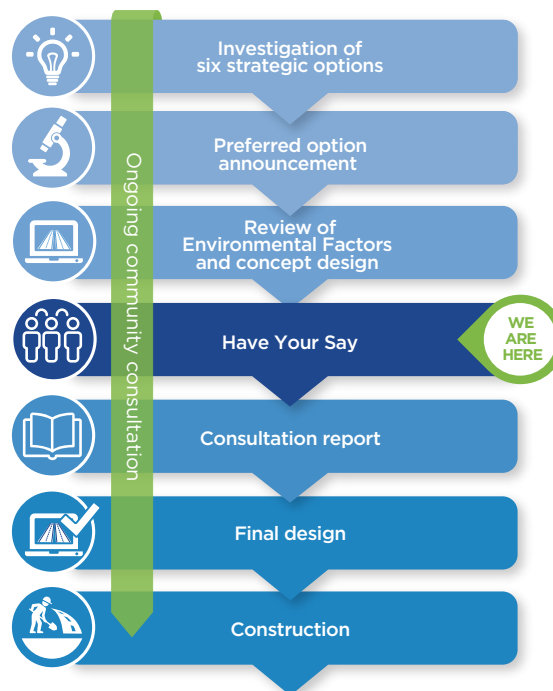 Investigation of
six strategic options
Preferred option
announcement
Review of
Environmental Factors
and concept design
Have Your Say
WE
ARE
HERE
Consultation report
Final design
Construction
Ongoing community consultation